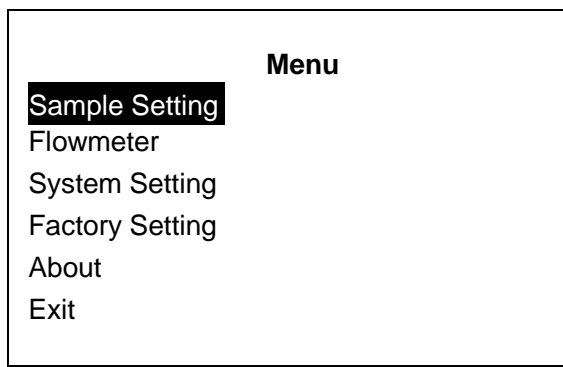 Menu
Sample Setting
Flowmeter
System Setting
Factory Setting
About
Exit